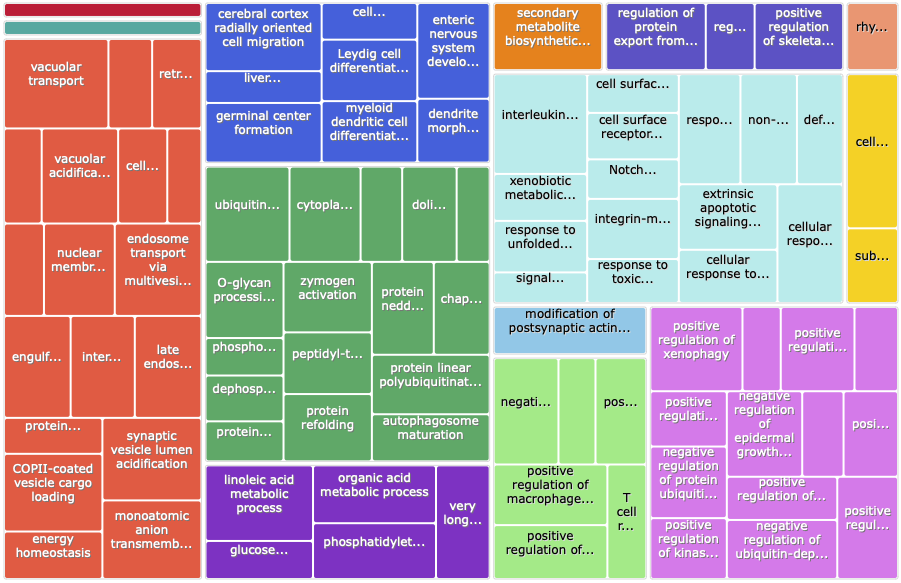 vacuolar
transport
retr...
vacuolar
acidifica...
cell...
nuclear
membr...
endosome
transport
via
multivesi...
engulf...
inter...
late
endos...
protein...
COPII-coated
vesicle cargo
loading
energy
homeostasis
synaptic
vesicle lumen
acidification
monoatomic
anion
transmemb...
cerebral cortex
radially oriented
cell migration
liver...
germinal center
formation
cell...
Leydig cell
differentiat...
myeloid
dendritic cell
differentiat...
enteric
nervous
system
develo...
dendrite
morph...
ubiquitin...
cytopla...
doli...
O-glycan
processi...
phospho...
dephosp...
protein...
zymogen
activation
peptidyl-t...
protein
refolding
protein
nedd...
chap...
protein linear
polyubiquitinat...
autophagosome
maturation
linoleic acid
metabolic
process
glucose...
organic acid
metabolic process
phosphatidylet...
very
long...
secondary
metabolite
biosynthetic...
regulation of
protein
export from...
reg...
positive
regulation
of skeleta...
rhy...
interleukin...
xenobiotic
metabolic...
response to
unfolded...
signal...
cell surfac...
cell surface
receptor...
Notch...
integrin-m...
response to
toxic...
respo...
non-...
def...
extrinsic
apoptotic
signaling...
cellular
response to...
cellular
respo...
cell...
sub...
modification of
postsynaptic actin...
negati...
pos...
positive
regulation of
macrophage...
positive
regulation of...
T
cell
r...
positive
regulation of
xenophagy
positive
regulati...
positive
regulati...
negative
regulation
of protein
ubiquiti...
positive
regulation
of kinas...
negative
regulation
of
epidermal
growth...
posi...
positive
regulation of...
negative
regulation of
ubiquitin-dep...
positive
regul...